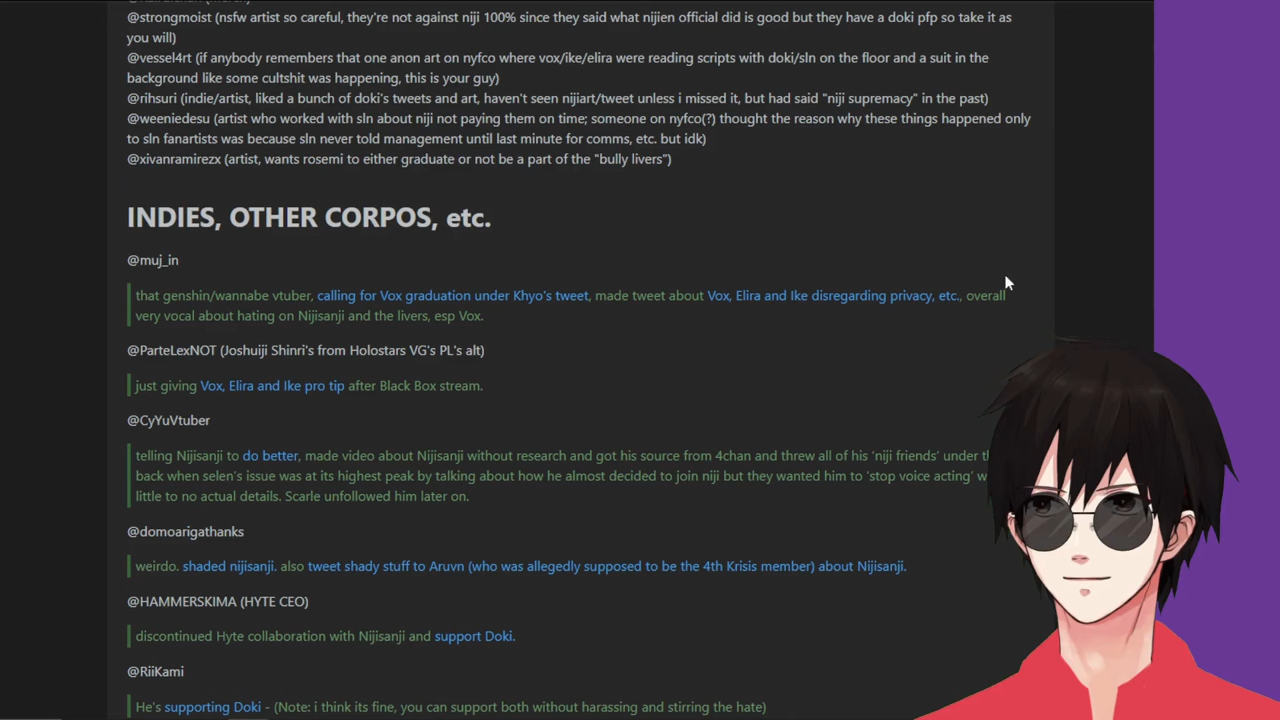 @strongmoist (nsfw artist so careful, they're not against niji 100% since they said what nijien official did is good but they have a doki pfp so take it as
you will)
@vessel4rt (if anybody remembers that one anon art on nyfco where vox/ike/elira were reading scripts with doki/sln on the floor and a suit in the
background like some cultshit was happening, this is your guy)
@rihsuri (indie/artist, liked a bunch of doki's tweets and art, haven't seen nijiart/tweet unless i missed it, but had said "niji supremacy" in the past)
@weeniedesu (artist who worked with sln about niji not paying them on time; someone on nyfco(?) thought the reason why these things happened only
to sln fanartists was because sln never told management until last minute for comms, etc. but idk)
@xivanramirezx (artist, wants rosemi to either graduate or not be a part of the "bully livers")
INDIES, OTHER CORPOS, etc.
@muj_in
that genshin/wannabe vtuber, calling for Vox graduation under Khyo's tweet, made tweet about Vox, Elira and Ike disregarding privacy, etc., overall
very vocal about hating on Nijisanji and the livers, esp Vox.
@ParteLexNOT (Joshuiji Shinri's from Holostars VG's PL's alt)
just giving Vox, Elira and Ike pro tip after Black Box stream.
@CyYuVtuber
telling Nijisanji to do better, made video about Nijisanji without research and got his source from 4chan and threw all of his 'niji friends' under
back when selen's issue was at its highest peak by talking about how he almost decided to join niji but they wanted him to 'stop voice acting'
little to no actual details. Scarle unfollowed him later on.
@domoarigathanks
weirdo. shaded nijisanji. also tweet shady stuff to Aruvn (who was allegedly supposed to be the 4th Krisis member) about Nijisanji.
@HAMMERSKIMA (HYTE CEO)
discontinued Hyte collaboration with Nijisanji and support Doki.
@RiiKami
He's supporting Doki - (Note: i think its fine, you can support both without harassing and stirring the hate)